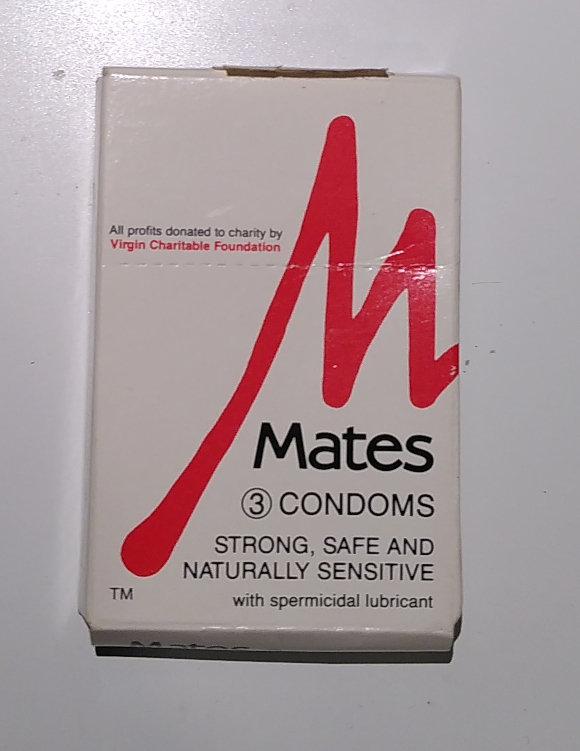 All profits donated to charity by
Virgin Charitable Foundation
Mates
③ CONDOMS
STRONG, SAFE AND
NATURALLY SENSITIVE
with spermicidal lubricant
TM
Mates